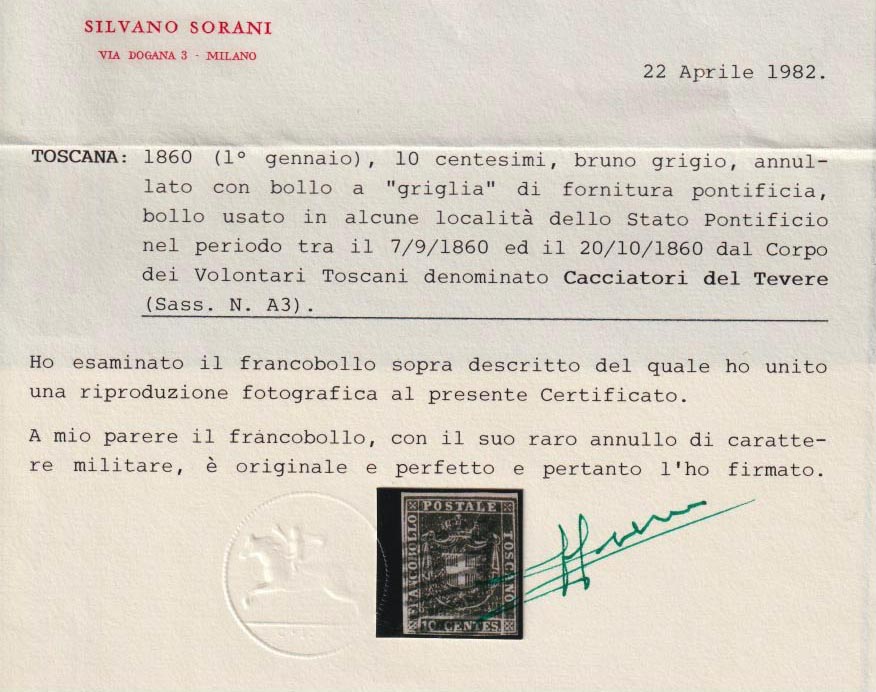 SILVANO SORANI
VIA DOGANA 3 - MILANO
22 Aprile 1982.
TOSCANA: 1860 (1° gennaio), 10 centesimi, bruno grigio, annul-
lato con bollo a "griglia" di fornitura pontificia,
bollo usato in alcune località dello Stato Pontificio
nel periodo tra il 7/9/1860 ed il 20/10/1860 dal Corpo
dei Volontari Toscani denominato Cacciatori del Tevere
(Sass. N. A3).
Ho esaminato il francobollo sopra descritto del quale ho unito
una riproduzione fotografica al presente Certificato.
A mio parere il francobollo, con il suo raro annullo di caratte-
re militare, è originale e perfetto e pertanto l'ho firmato.
FRANCOBOLLO
POSTALE
TOSCANO
10 CENTES.